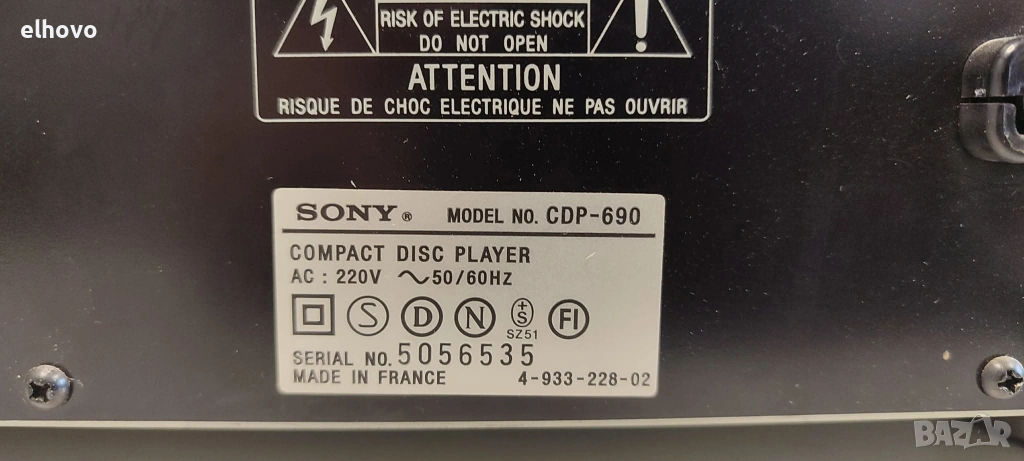 elhovo
RISK OF ELECTRIC SHOCK
DO NOT OPEN
ATTENTION
RISQUE DE CHOC ELECTRIQUE NE PAS OUVRIR
SONY ® MODEL NO. CDP-690
COMPACT DISC PLAYER
AC : 220V ~50/60HZ
S D N +S FI
SZ51
SERIAL NO. 5056535
MADE IN FRANCE 4-933-228-02
BAZAR